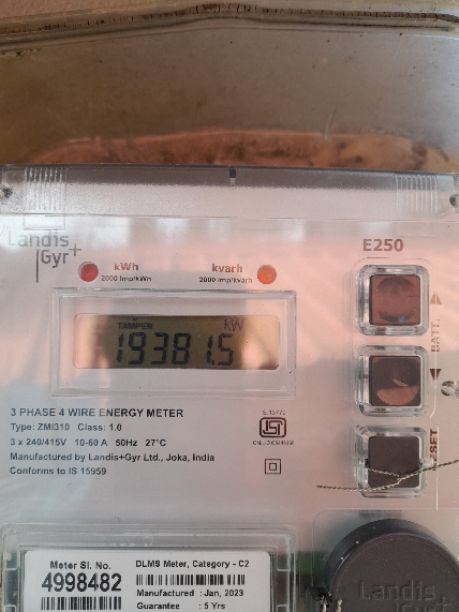 Landis+
Gyr+
E250
kWh
2000 imp/kWh
kvarh
2000 imp/kvarh
TAMPER
kW
19381.5
BATT.
3 PHASE 4 WIRE ENERGY METER
Type: ZMI310 Class: 1.0
3 x 240/415V 10-60 A 50Hz 27°C
Manufactured by Landis+Gyr Ltd., Joka, India
Conforms to IS 15959
ISI
Meter Sl. No.
4998482
DLMS Meter, Category - C2
Manufactured : Jan, 2023
Guarantee : 5 Yrs
Landis